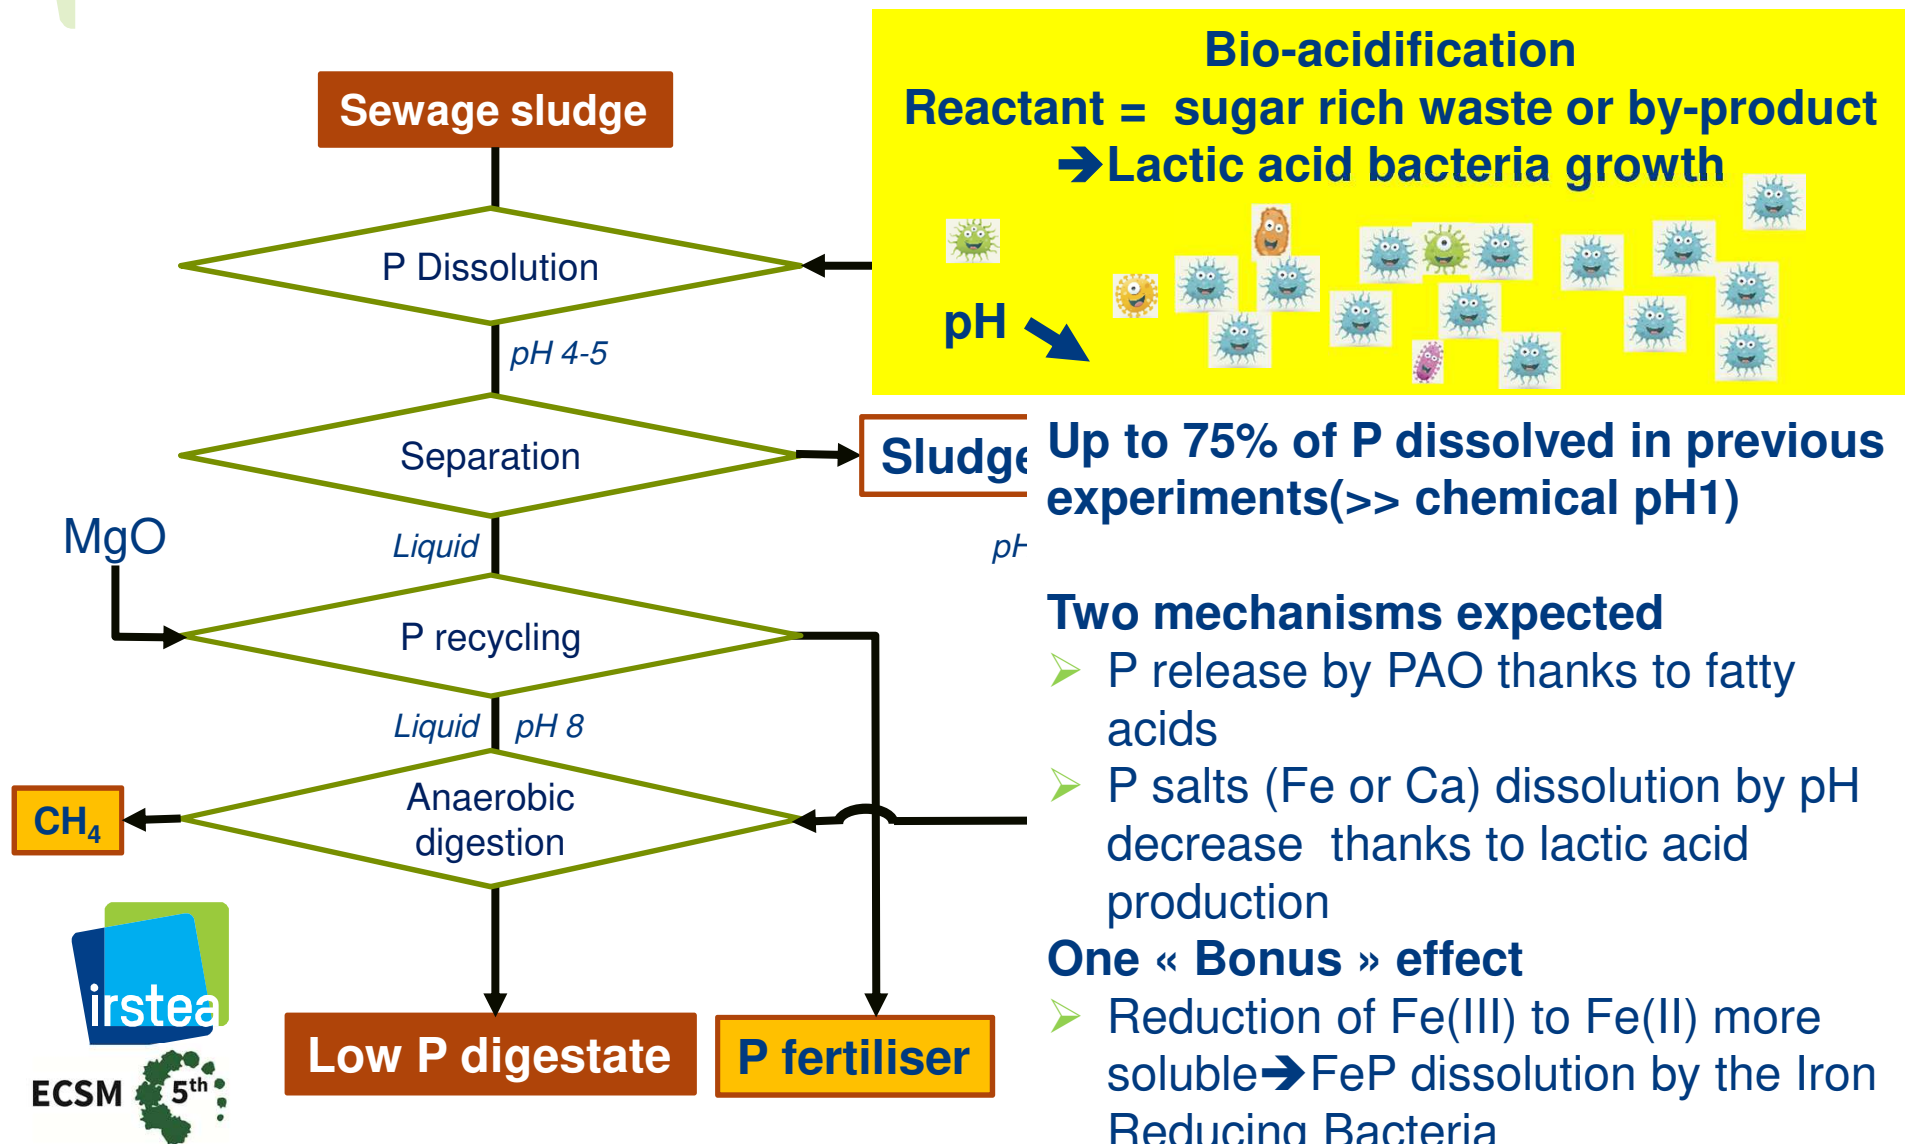 Sewage sludge
P Dissolution
pH 4-5
Separation
Liquid
MgO
P recycling
Liquid
pH 8
Anaerobic
digestion
CH₄
Low P digestate
P fertiliser
irstea
ECSM 5th
Bio-acidification
Reactant = sugar rich waste or by-product
➔Lactic acid bacteria growth
pH
Sludge
pH
Up to 75% of P dissolved in previous
experiments(>> chemical pH1)
Two mechanisms expected
➢ P release by PAO thanks to fatty
acids
➢ P salts (Fe or Ca) dissolution by pH
decrease thanks to lactic acid
production
One « Bonus » effect
➢ Reduction of Fe(III) to Fe(II) more
soluble➔FeP dissolution by the Iron
Reducing Bacteria